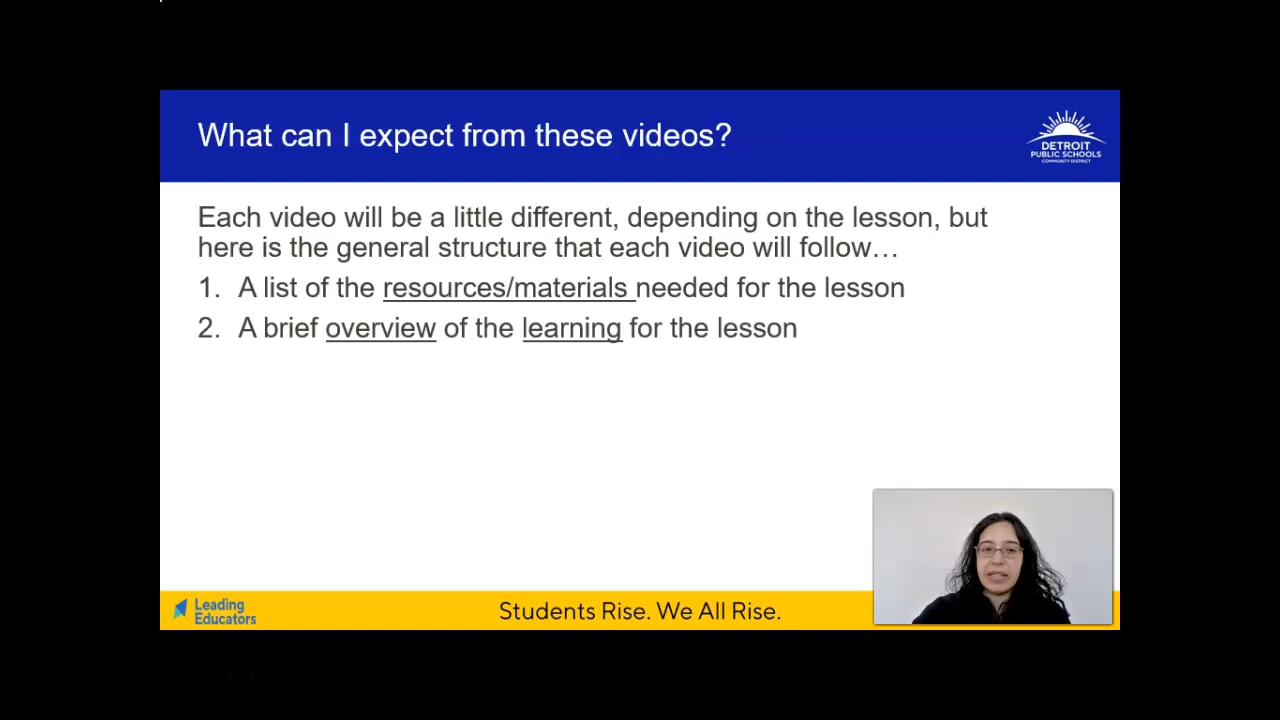 What can I expect from these videos?
DETROIT
PUBLIC SCHOOLS
COMMUNITY DISTRICT
Each video will be a little different, depending on the lesson, but
here is the general structure that each video will follow…
1. A list of the resources/materials needed for the lesson
2. A brief overview of the learning for the lesson
Leading
Educators
Students Rise. We All Rise.